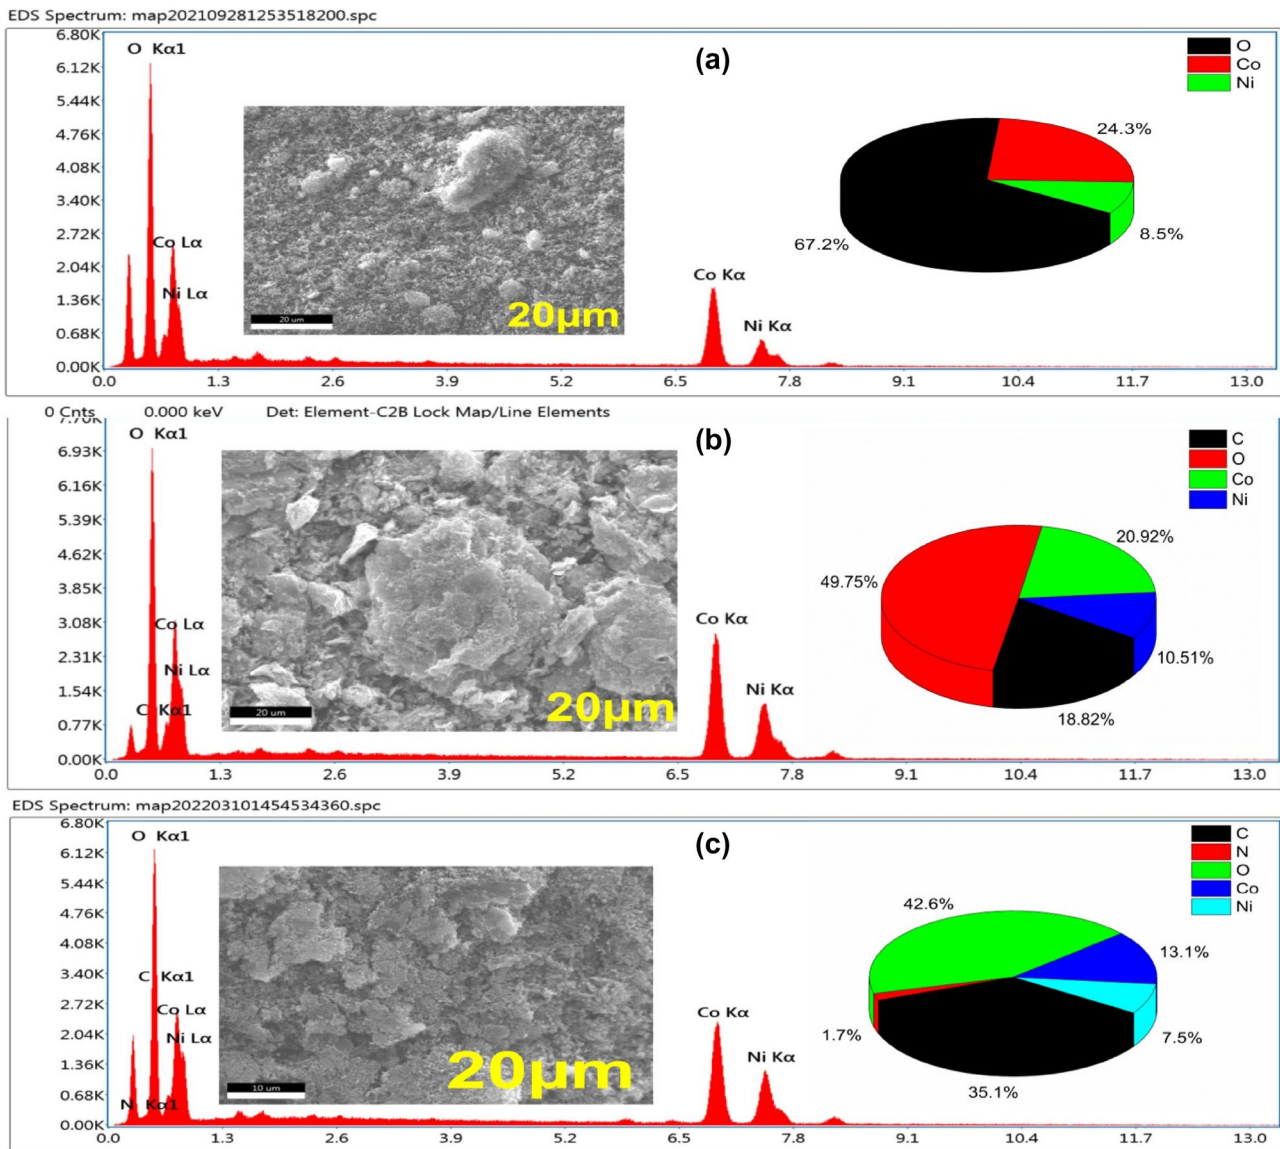 EDS Spectrum: map202109281253518200.spc
6.80K
O Kα1
(a)
O
Co
Ni
6.12K
5.44K
4.76K
24.3%
4.08K
3.40K
2.72K
Co Lα
67.2%
8.5%
2.04K
Co Kα
1.36K
Ni Lα
20 um
20μm
0.68K
Ni Kα
0.00K
0.0 1.3 2.6 3.9 5.2 6.5 7.8 9.1 10.4 11.7 13.0
0 Cnts 0.000 keV Det: Element-C2B Lock Map/Line Elements
7.70K
O Kα1
(b)
C
O
Co
Ni
6.93K
6.16K
5.39K
20.92%
4.62K
49.75%
3.85K
3.08K
Co Lα
Co Kα
2.31K
Ni Lα
10.51%
1.54K
Ni Kα
C Kα1
20 um
20μm
18.82%
0.77K
0.00K
0.0 1.3 2.6 3.9 5.2 6.5 7.8 9.1 10.4 11.7 13.0
EDS Spectrum: map202203101454534360.spc
6.80K
O Kα1
(c)
C
N
O
Co
Ni
6.12K
5.44K
42.6%
4.76K
4.08K
13.1%
3.40K
C Kα1
2.72K
Co Lα
Co Kα
2.04K
Ni Lα
1.7%
7.5%
1.36K
Ni Kα
10 um
20μm
35.1%
0.68K
N Kα1
0.00K
0.0 1.3 2.6 3.9 5.2 6.5 7.8 9.1 10.4 11.7 13.0